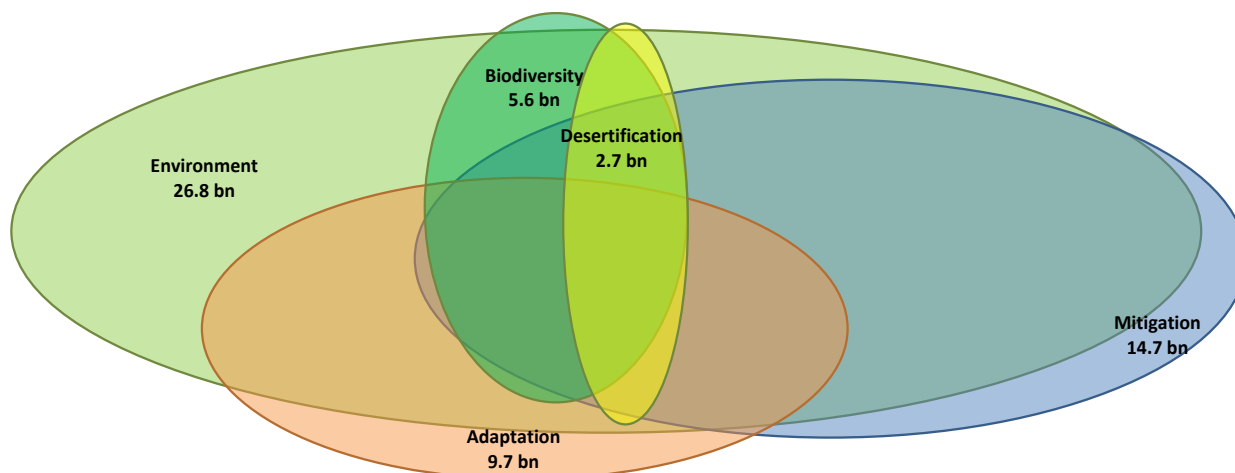 Biodiversity
5.6 bn
Desertification
2.7 bn
Environment
26.8 bn
Mitigation
14.7 bn
Adaptation
9.7 bn